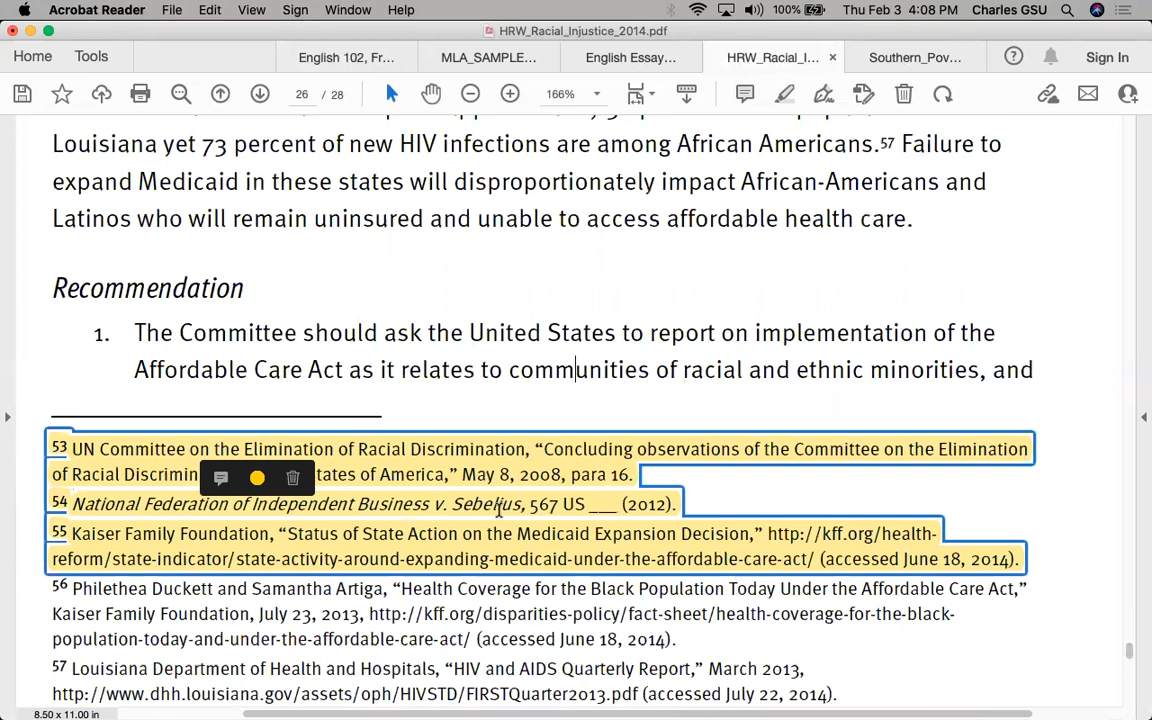 Acrobat Reader File Edit View Sign Window Help 100% Thu Feb 3 4:08 PM Charles GSU
HRW_Racial_Injustice_2014.pdf
Home Tools English 102, Fr... MLA_SAMPLE... English Essay... HRW_Racial_I... × Southern_Pov... Sign In
26 / 28 166%
Louisiana yet 73 percent of new HIV infections are among African Americans.57 Failure to
expand Medicaid in these states will disproportionately impact African-Americans and
Latinos who will remain uninsured and unable to access affordable health care.
Recommendation
1. The Committee should ask the United States to report on implementation of the
Affordable Care Act as it relates to communities of racial and ethnic minorities, and
53 UN Committee on the Elimination of Racial Discrimination, “Concluding observations of the Committee on the Elimination
of Racial Discrimin tates of America,” May 8, 2008, para 16.
54 National Federation of Independent Business v. Sebelius, 567 US ___ (2012).
55 Kaiser Family Foundation, “Status of State Action on the Medicaid Expansion Decision,” http://kff.org/health-
reform/state-indicator/state-activity-around-expanding-medicaid-under-the-affordable-care-act/ (accessed June 18, 2014).
56 Philethea Duckett and Samantha Artiga, “Health Coverage for the Black Population Today Under the Affordable Care Act,”
Kaiser Family Foundation, July 23, 2013, http://kff.org/disparities-policy/fact-sheet/health-coverage-for-the-black-
population-today-and-under-the-affordable-care-act/ (accessed June 18, 2014).
57 Louisiana Department of Health and Hospitals, “HIV and AIDS Quarterly Report,” March 2013,
http://www.dhh.louisiana.gov/assets/oph/HIVSTD/FIRSTQuarter2013.pdf (accessed July 22, 2014).
8.50 x 11.00 in